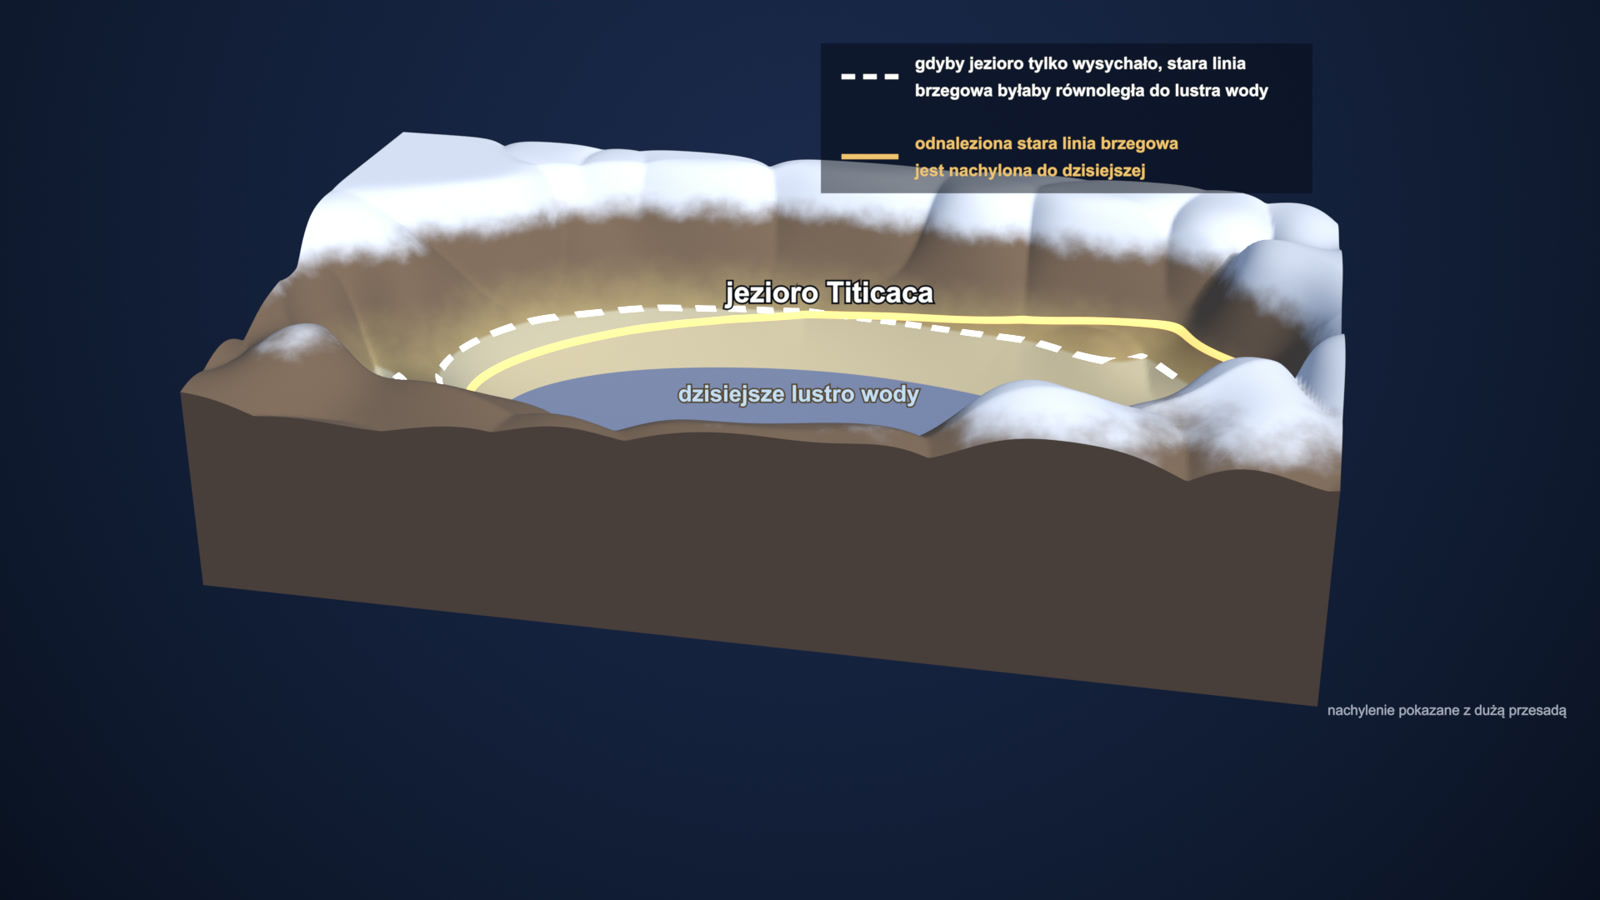 gdyby jezioro tylko wysychało, stara linia
brzegowa byłaby równoległa do lustra wody
odnaleziona stara linia brzegowa
jest nachylona do dzisiejszej
jezioro Titicaca
dzisiejsze lustro wody
nachylenie pokazane z dużą przesadą